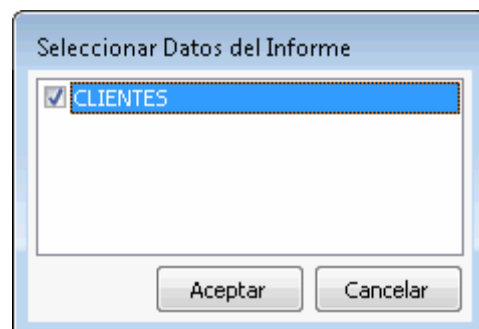 Seleccionar Datos del Informe
CLIENTES
Aceptar
Cancelar